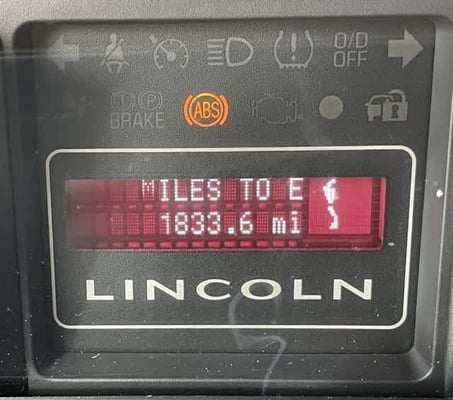 O/D
OFF
BRAKE
ABS
MILES TO E
1833.6 mi
LINCOLN